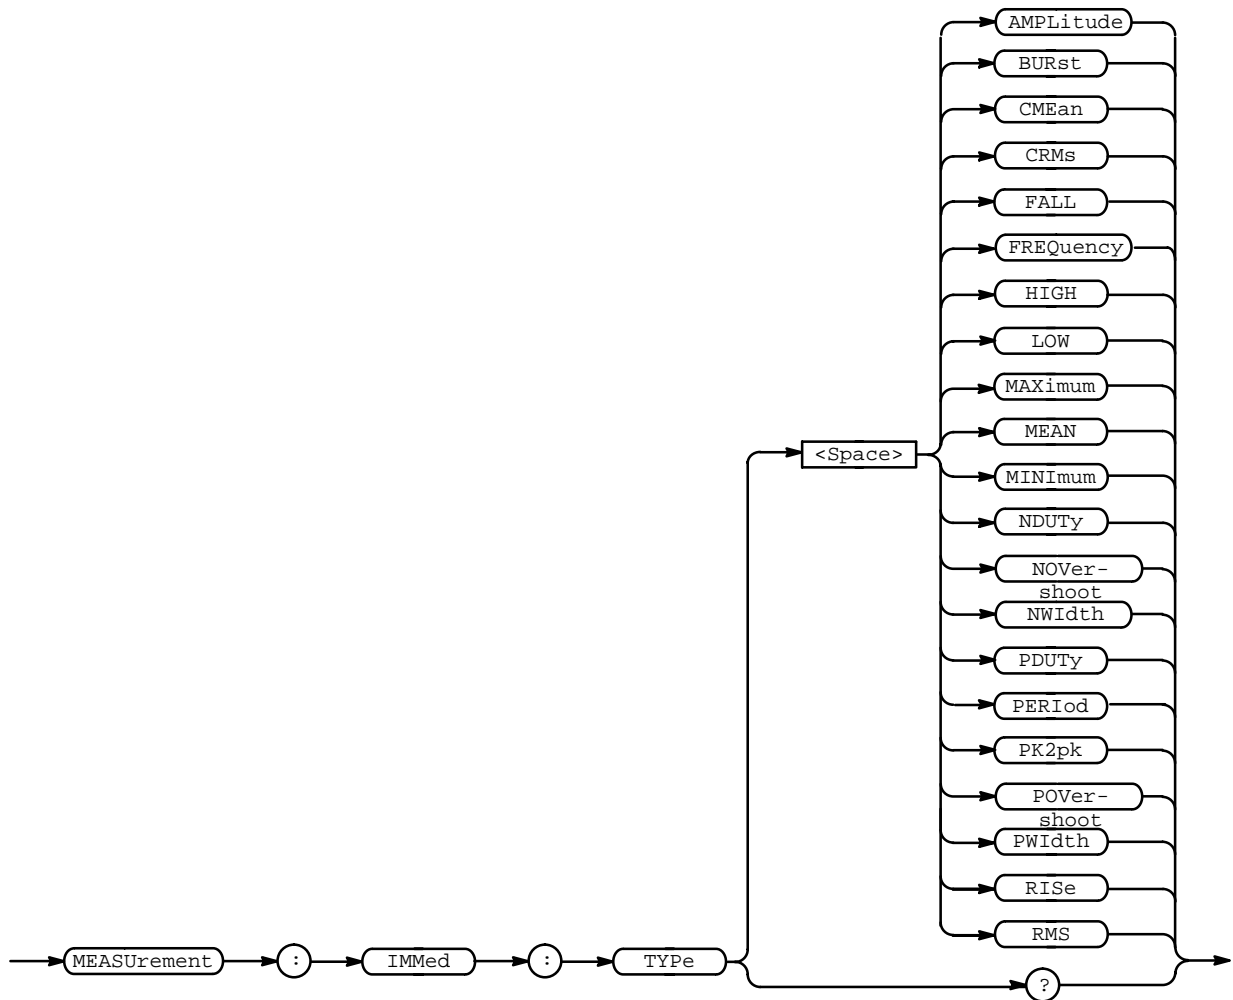 AMPLitude
BURst
CMEan
CRMs
FALL
FREQuency
HIGH
LOW
MAXimum
MEAN
<Space>
MINImum
NDUTy
NOVer-
shoot
NWIdth
PDUTy
PERIod
PK2pk
POVer-
shoot
PWIdth
RISe
RMS
MEASUrement : IMMed : TYPe
?